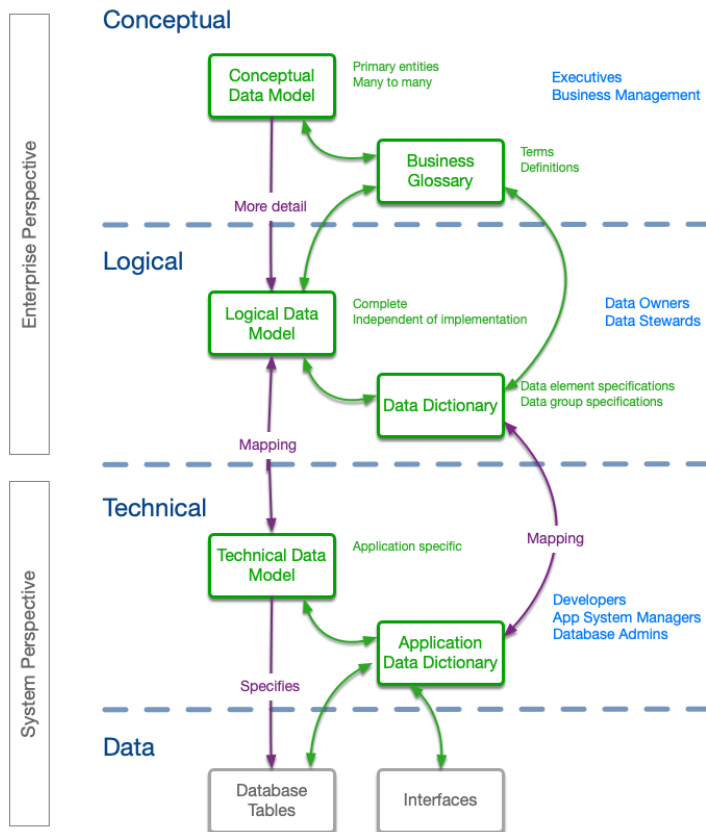 Conceptual
Conceptual
Data Model
Primary entities
Many to many
Executives
Business Management
Business
Glossary
Terms
Definitions
Enterprise Perspective
More detail
Logical
Logical Data
Model
Complete
Independent of implementation
Data Owners
Data Stewards
Data Dictionary
Data element specifications
Data group specifications
Mapping
Technical
Technical Data
Model
Application specific
Mapping
System Perspective
Developers
App System Managers
Database Admins
Application
Data Dictionary
Specifies
Data
Database
Tables
Interfaces